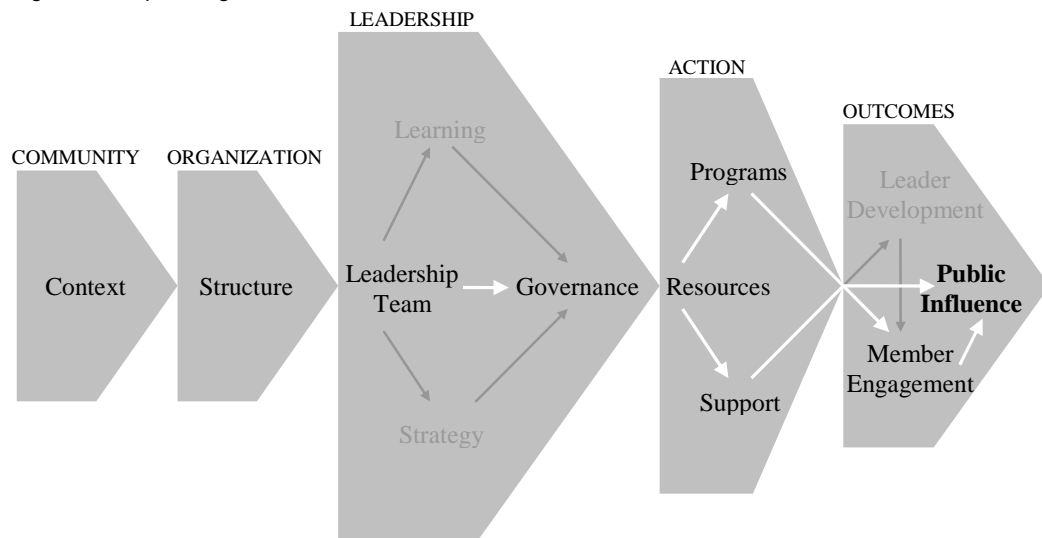 LEADERSHIP
ACTION
OUTCOMES
COMMUNITY
ORGANIZATION
Learning
Programs
Leader
Development
Context
Structure
Leadership
Team
Governance
Resources
Public
Influence
Member
Engagement
Support
Strategy